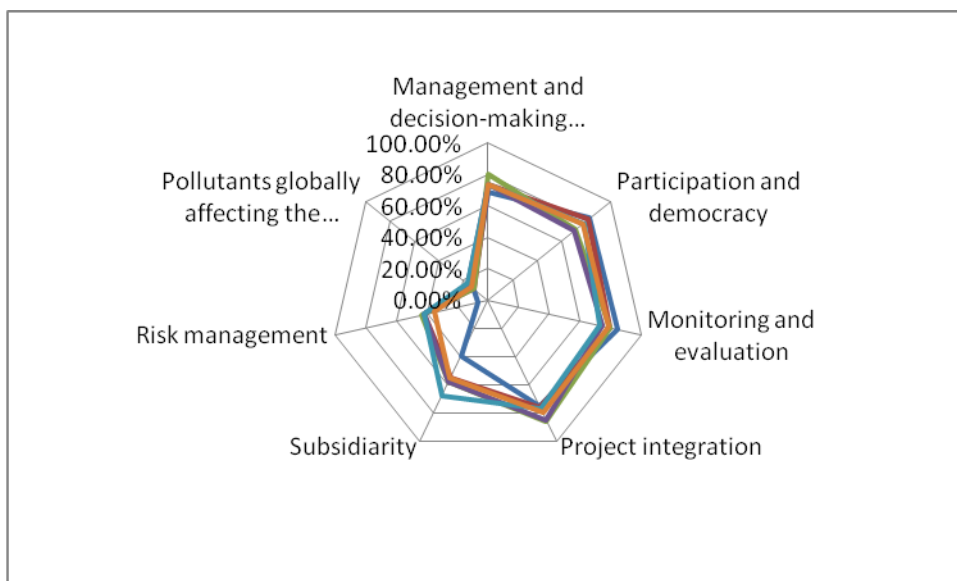 Management and
decision-making...
100.00%
80.00%
60.00%
40.00%
20.00%
0.00%
Participation and
democracy
Monitoring and
evaluation
Project integration
Subsidiarity
Risk management
Pollutants globally
affecting the...